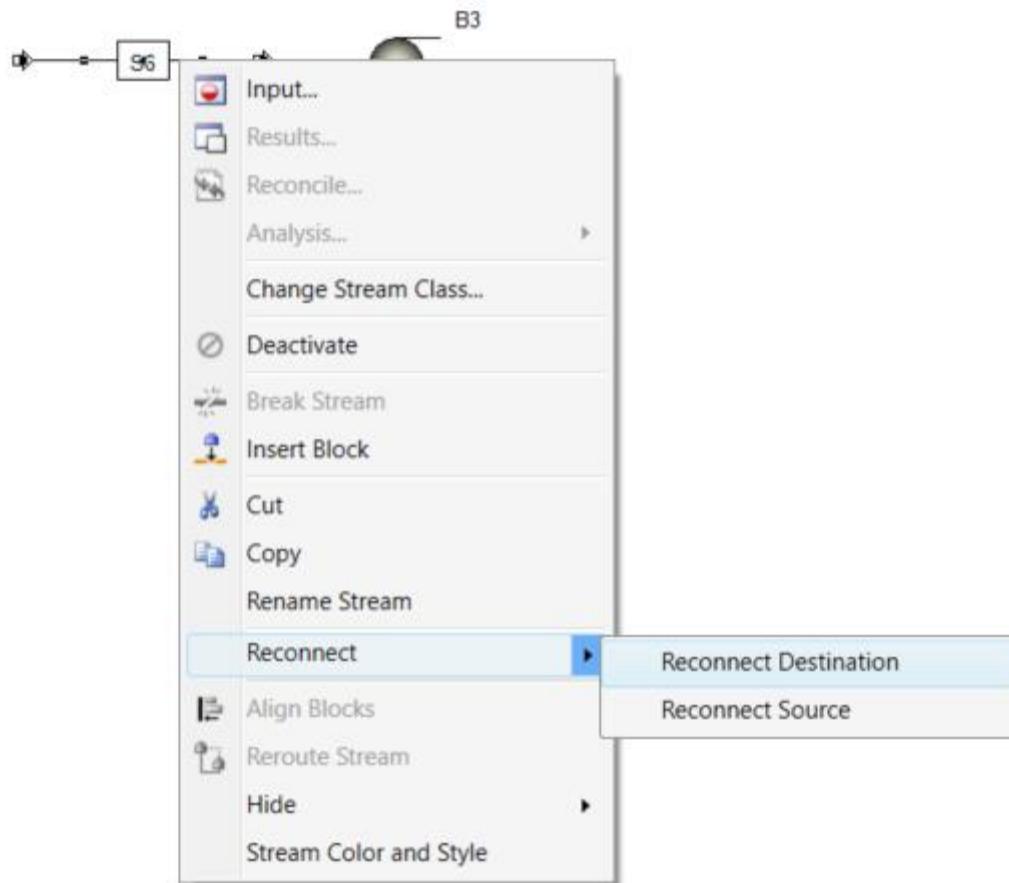 B3
S6
Input...
Results...
Reconcile...
Analysis...
Change Stream Class...
Deactivate
Break Stream
Insert Block
Cut
Copy
Rename Stream
Reconnect
Reconnect Destination
Reconnect Source
Align Blocks
Reroute Stream
Hide
Stream Color and Style